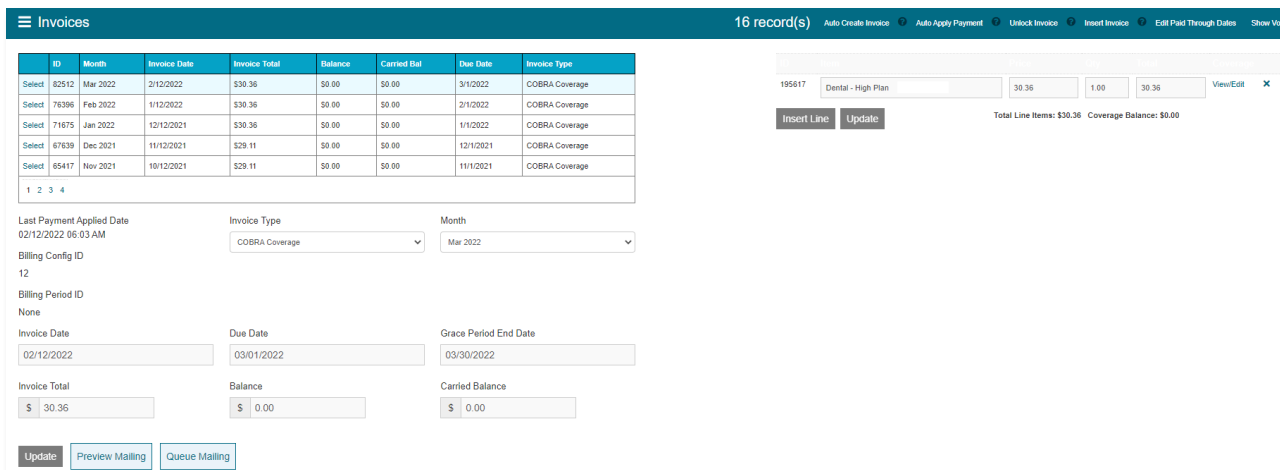 Invoices
16 record(s) Auto Create Invoice ? Auto Apply Payment ? Unlock Invoice ? Insert Invoice ? Edit Paid Through Dates Show Vo
ID Month Invoice Date Invoice Total Balance Carried Bal Due Date Invoice Type
Select 82512 Mar 2022 2/12/2022 $30.36 $0.00 $0.00 3/1/2022 COBRA Coverage
Select 76396 Feb 2022 1/12/2022 $30.36 $0.00 $0.00 2/1/2022 COBRA Coverage
Select 71675 Jan 2022 12/12/2021 $30.36 $0.00 $0.00 1/1/2022 COBRA Coverage
Select 67639 Dec 2021 11/12/2021 $29.11 $0.00 $0.00 12/1/2021 COBRA Coverage
Select 65417 Nov 2021 10/12/2021 $29.11 $0.00 $0.00 11/1/2021 COBRA Coverage
1 2 3 4
Last Payment Applied Date
02/12/2022 06:03 AM
Invoice Type
COBRA Coverage
Month
Mar 2022
Billing Config ID
12
Billing Period ID
None
Invoice Date Due Date Grace Period End Date
02/12/2022 03/01/2022 03/30/2022
Invoice Total Balance Carried Balance
$ 30.36 $ 0.00 $ 0.00
Update Preview Mailing Queue Mailing
195617 Dental - High Plan 30.36 1.00 30.36 View/Edit ×
Insert Line Update Total Line Items: $30.36 Coverage Balance: $0.00